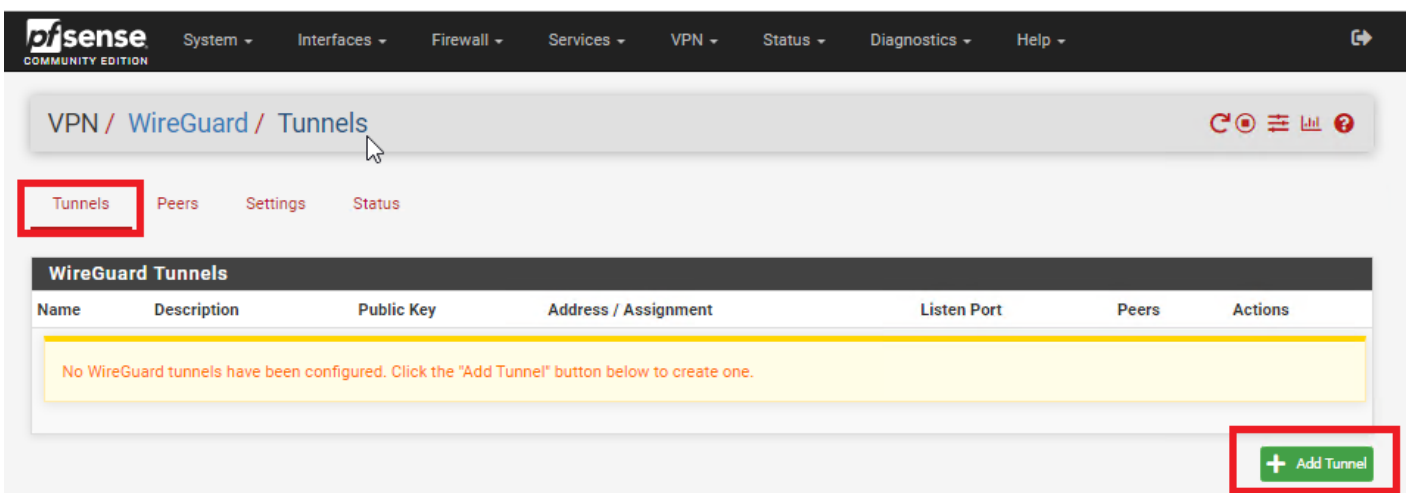 pfsense System Interfaces Firewall Services VPN Status Diagnostics Help
COMMUNITY EDITION
VPN / WireGuard / Tunnels
Tunnels Peers Settings Status
WireGuard Tunnels
Name Description Public Key Address / Assignment Listen Port Peers Actions
No WireGuard tunnels have been configured. Click the "Add Tunnel" button below to create one.
Add Tunnel